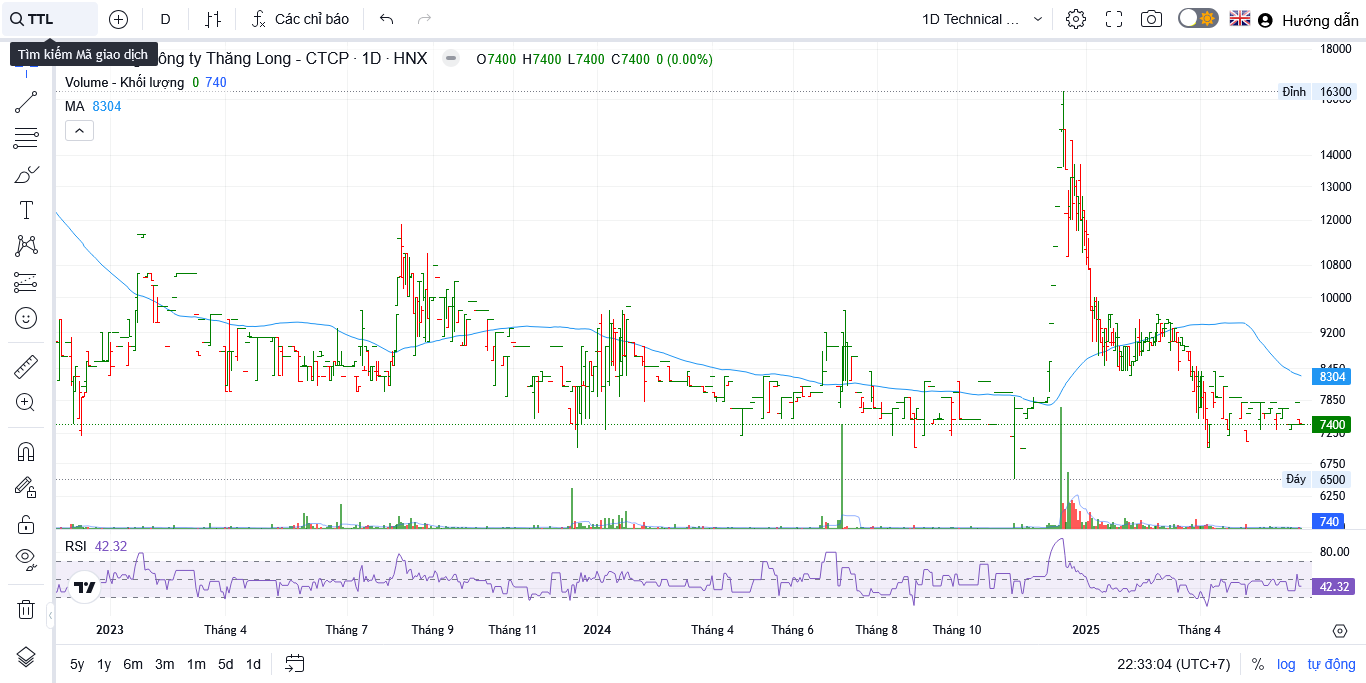 TTL
D
Các chỉ báo
1D Technical ...
Hướng dẫn
Tìm kiếm Mã giao dịch
ông ty Thăng Long - CTCP · 1D · HNX
O7400 H7400 L7400 C7400 0 (0.00%)
Volume - Khối lượng 0 740
MA 8304
18000
Đỉnh 16300
14000
13000
12000
10800
10000
9200
8450
8304
7850
7400
7250
6750
Đáy 6500
6250
740
RSI 42.32
80.00
42.32
2023 Tháng 4 Tháng 7 Tháng 9 Tháng 11 2024 Tháng 4 Tháng 6 Tháng 8 Tháng 10 2025 Tháng 4
5y 1y 6m 3m 1m 5d 1d
22:33:04 (UTC+7) % log tự động